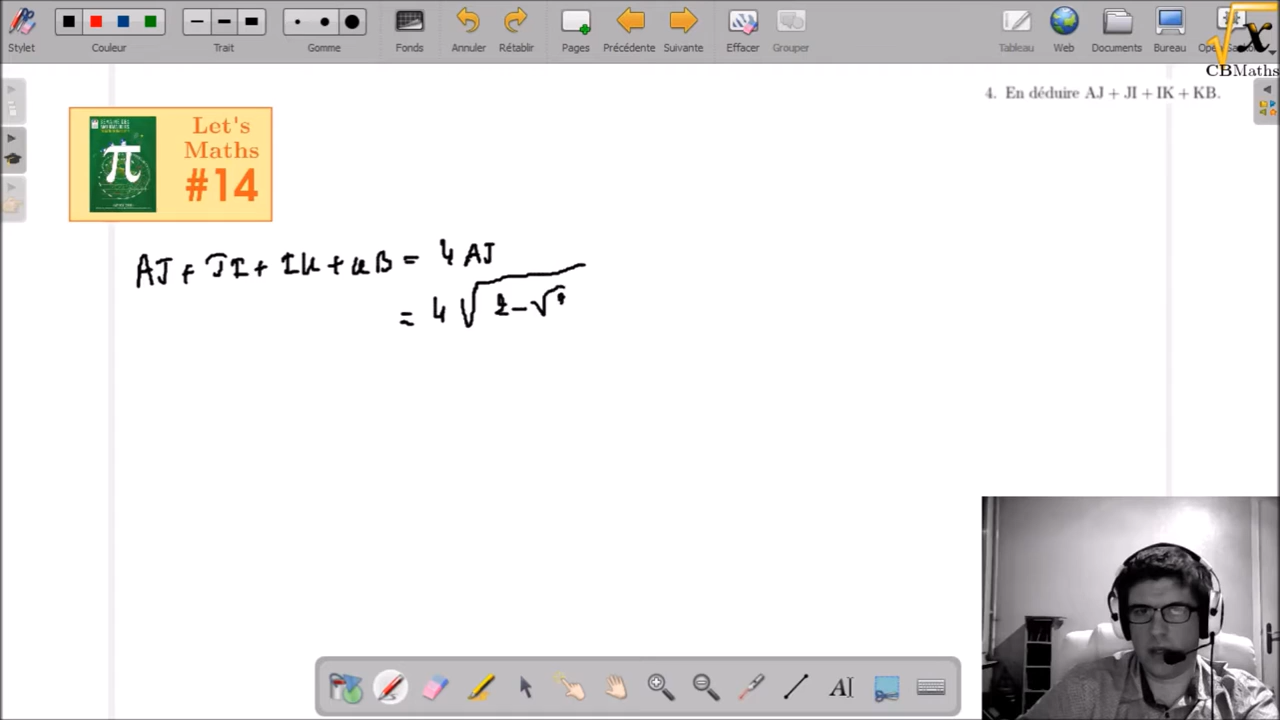 Stylet
Couleur
Trait
Gomme
Fonds
Annuler
Rétablir
Pages
Précédente
Suivante
Effacer
Grouper
Tableau
Web
Documents
Bureau
√x
CBMaths
4. En déduire AJ + JI + IK + KB.
π
Let's
Maths
#14
AJ + JI + IK + KB = 4 AJ
= 4 √2-√